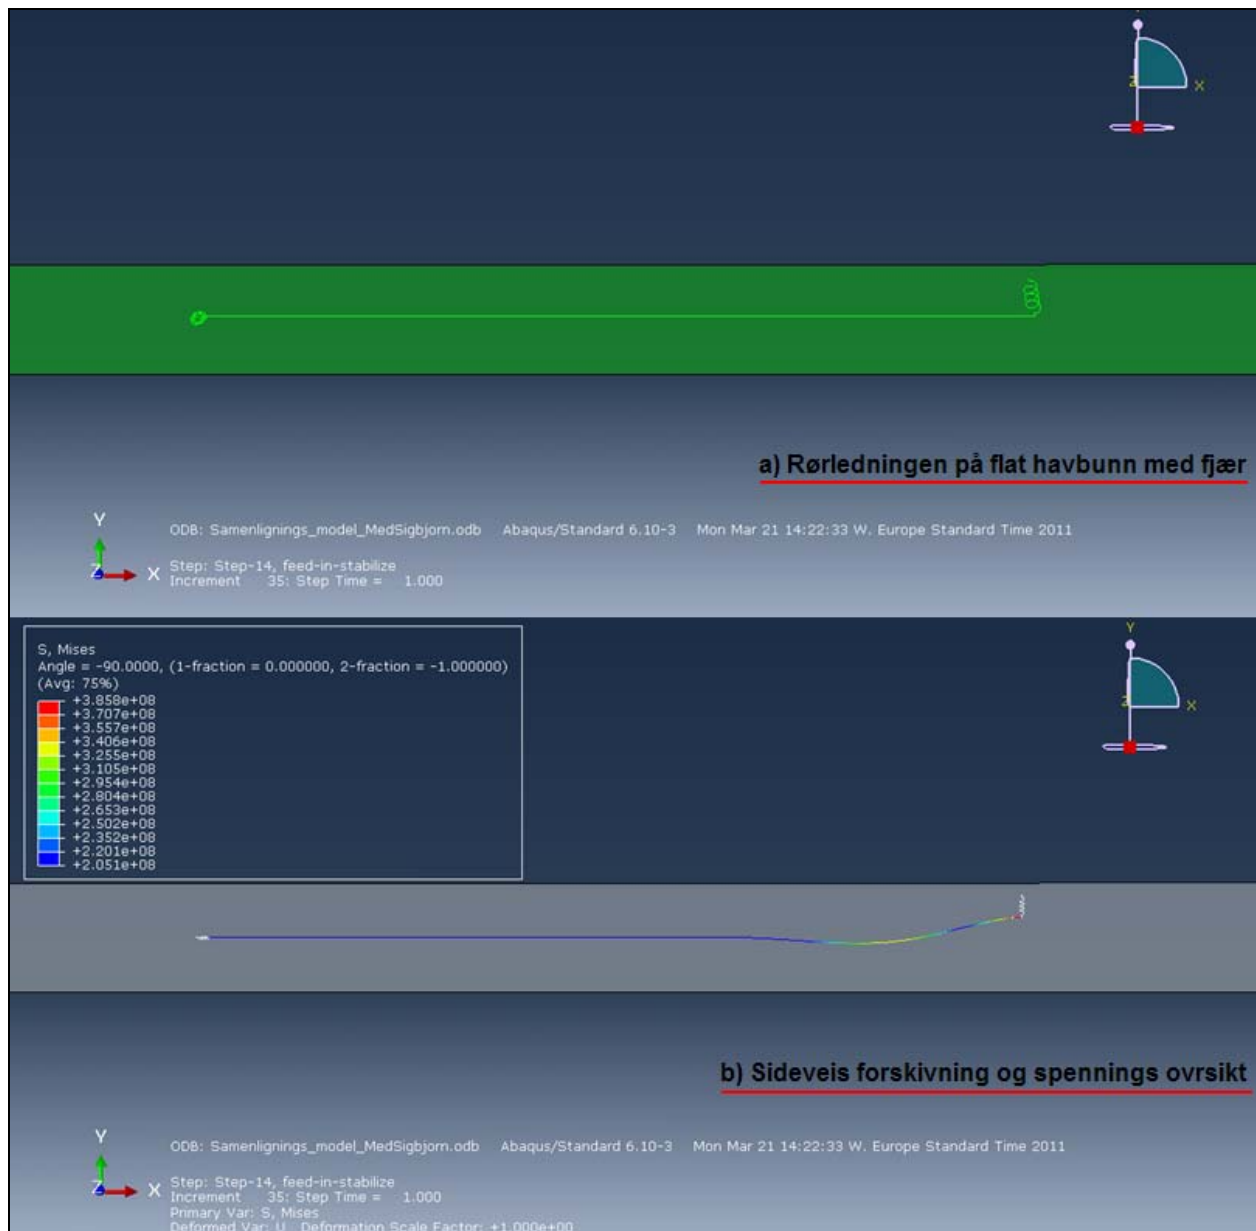 Z X
a) Rørledningen på flat havbunn med fjær
Y
ODB: Samenlignings_model_MedSigbjorn.odb Abaqus/Standard 6.10-3 Mon Mar 21 14:22:33 W. Europe Standard Time 2011
Z X
Step: Step-14, feed-in-stabilize
Increment 35: Step Time = 1.000
S, Mises
Angle = -90.0000, (1-fraction = 0.000000, 2-fraction = -1.000000)
(Avg: 75%)
+3.858e+08
+3.707e+08
+3.557e+08
+3.406e+08
+3.255e+08
+3.105e+08
+2.954e+08
+2.804e+08
+2.653e+08
+2.502e+08
+2.352e+08
+2.201e+08
+2.051e+08
Y
Z X
b) Sideveis forskivning og spennings ovrsikt
Y
ODB: Samenlignings_model_MedSigbjorn.odb Abaqus/Standard 6.10-3 Mon Mar 21 14:22:33 W. Europe Standard Time 2011
Z X
Step: Step-14, feed-in-stabilize
Increment 35: Step Time = 1.000
Primary Var: S, Mises
Deformed Var: U Deformation Scale Factor: +1.000e+00